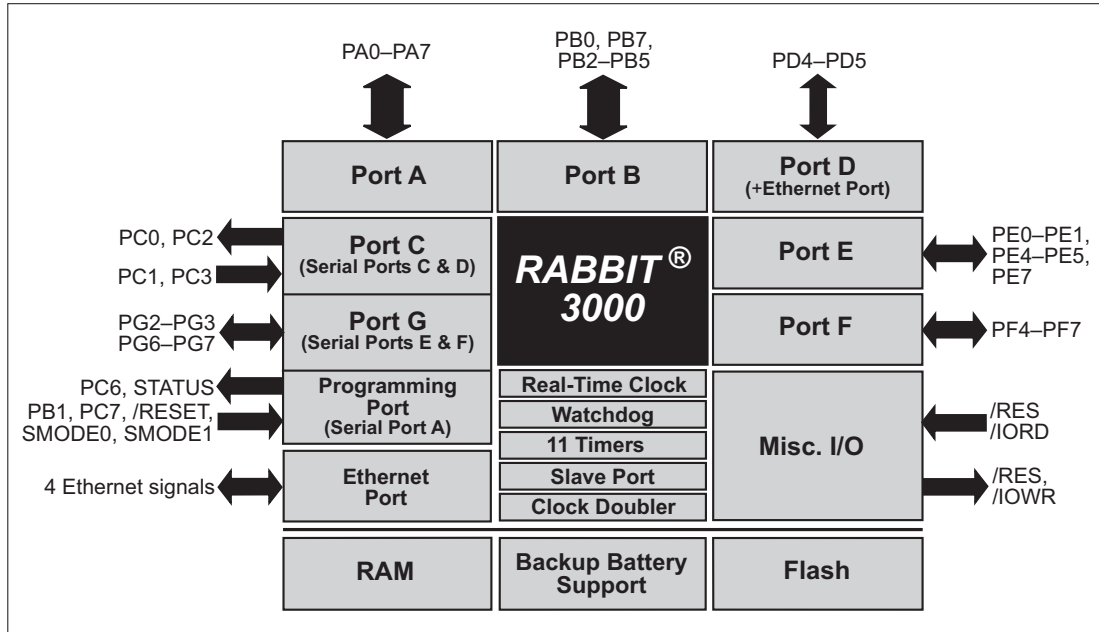 PA0–PA7
PB0, PB7,
PB2–PB5
PD4–PD5
Port A
Port B
Port D
(+Ethernet Port)
PC0, PC2
PC1, PC3
Port C
(Serial Ports C & D)
RABBIT ®
3000
Port E
PE0–PE1,
PE4–PE5,
PE7
PG2–PG3
PG6–PG7
Port G
(Serial Ports E & F)
Port F
PF4–PF7
PC6, STATUS
PB1, PC7, /RESET,
SMODE0, SMODE1
Programming
Port
(Serial Port A)
Real-Time Clock
Watchdog
11 Timers
Slave Port
Clock Doubler
Misc. I/O
/RES
/IORD
/RES,
/IOWR
4 Ethernet signals
Ethernet
Port
RAM
Backup Battery
Support
Flash